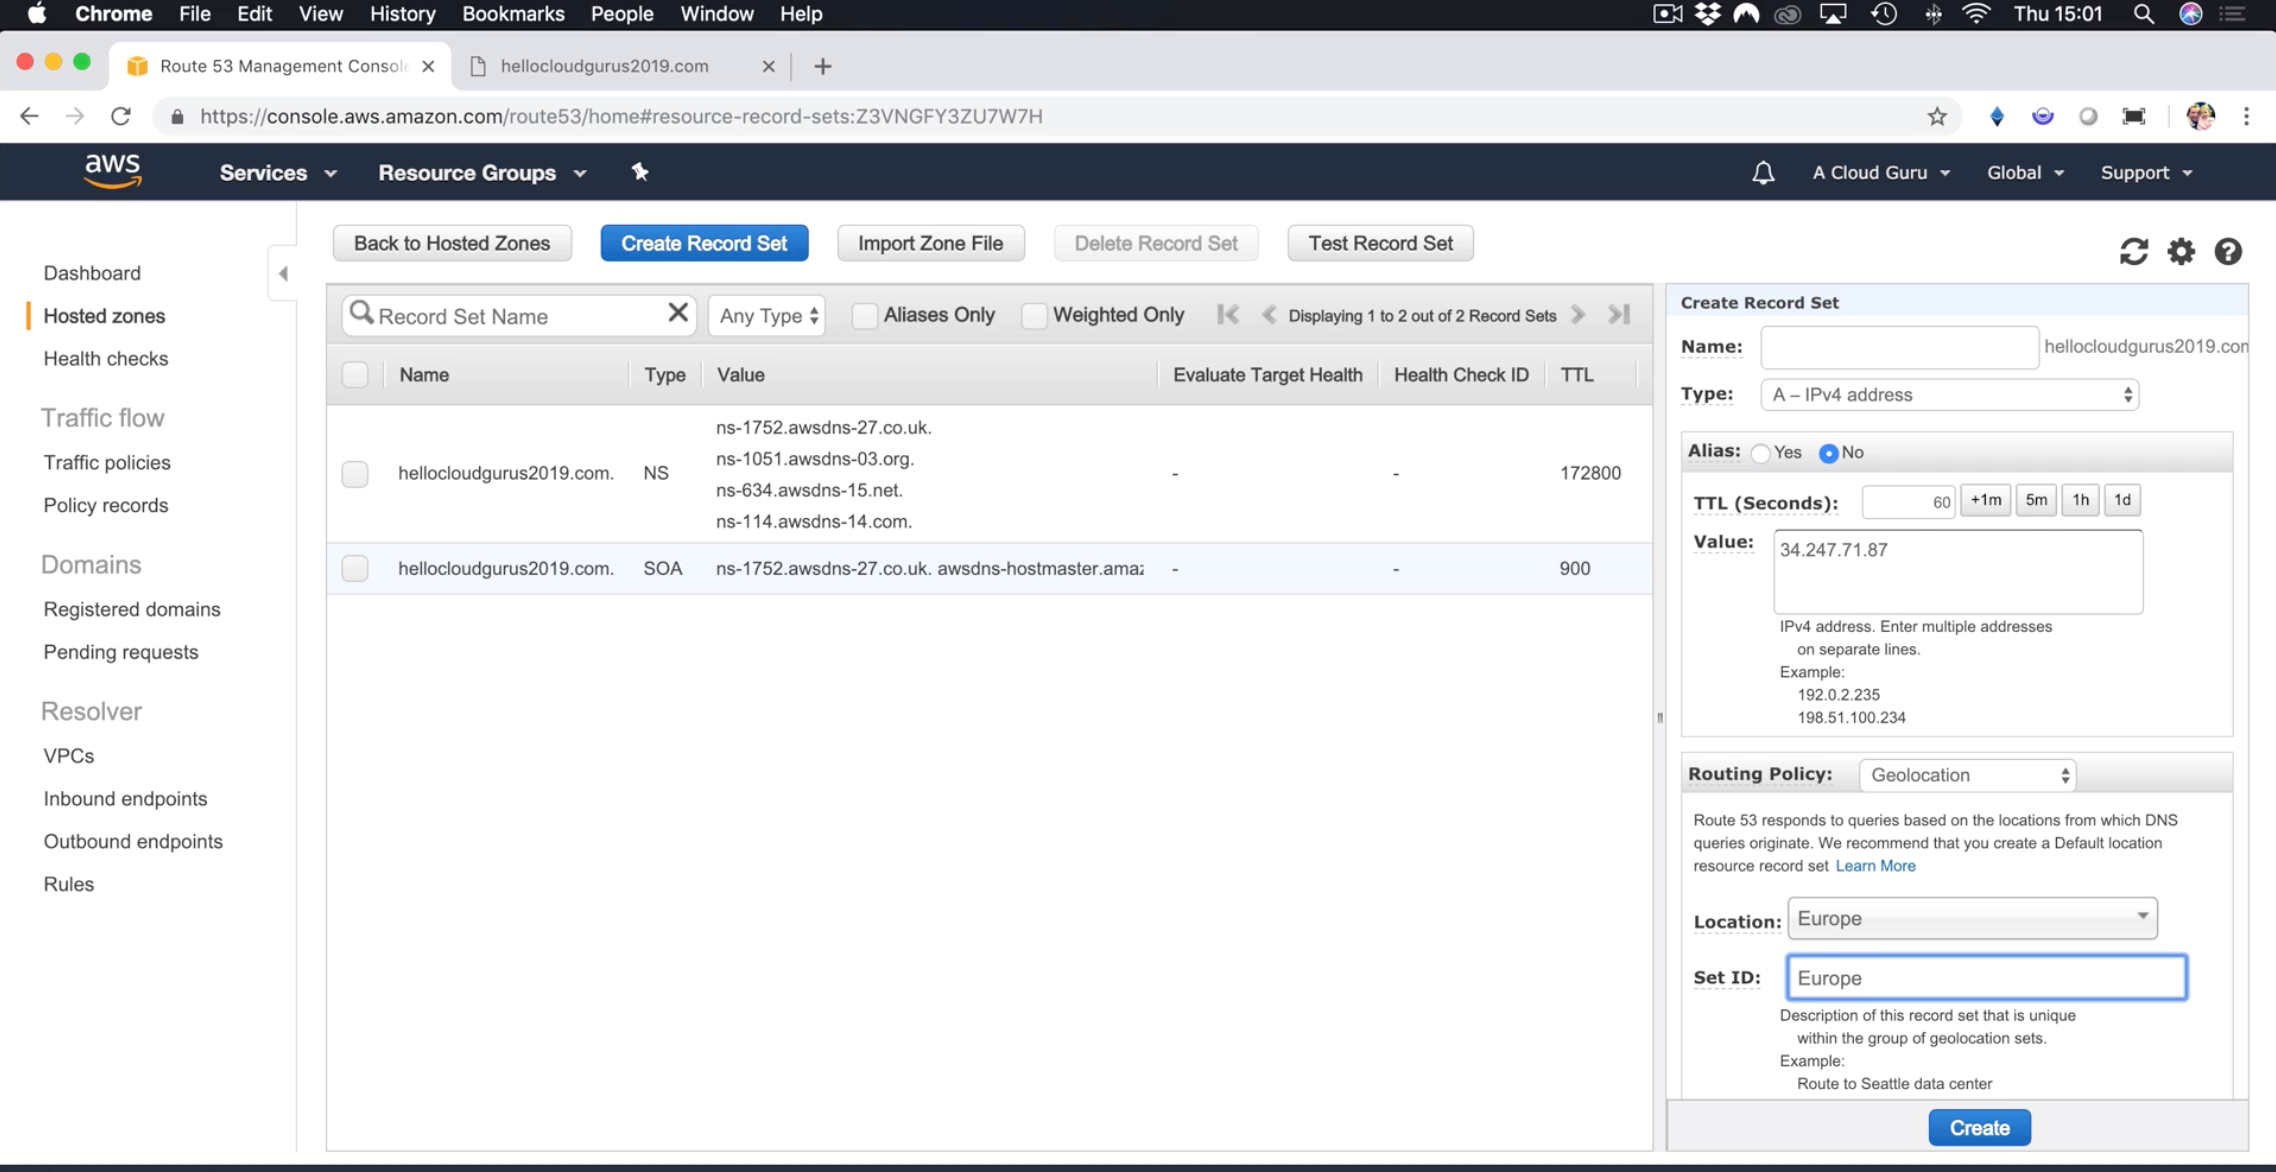 Chrome File Edit View History Bookmarks People Window Help Thu 15:01
Route 53 Management Console hellocloudgurus2019.com
https://console.aws.amazon.com/route53/home#resource-record-sets:Z3VNGFY3ZU7W7H
aws Services Resource Groups A Cloud Guru Global Support
Back to Hosted Zones Create Record Set Import Zone File Delete Record Set Test Record Set
Dashboard
Hosted zones
Health checks
Traffic flow
Traffic policies
Policy records
Domains
Registered domains
Pending requests
Resolver
VPCs
Inbound endpoints
Outbound endpoints
Rules
Record Set Name Any Type Aliases Only Weighted Only Displaying 1 to 2 out of 2 Record Sets
Name Type Value Evaluate Target Health Health Check ID TTL
ns-1752.awsdns-27.co.uk.
ns-1051.awsdns-03.org.
hellocloudgurus2019.com. NS - - 172800
ns-634.awsdns-15.net.
ns-114.awsdns-14.com.
hellocloudgurus2019.com. SOA ns-1752.awsdns-27.co.uk. awsdns-hostmaster.amaz - - 900
Create Record Set
Name: hellocloudgurus2019.com
Type: A – IPv4 address
Alias: Yes No
TTL (Seconds): 60 +1m 5m 1h 1d
Value: 34.247.71.87
IPv4 address. Enter multiple addresses
on separate lines.
Example:
192.0.2.235
198.51.100.234
Routing Policy: Geolocation
Route 53 responds to queries based on the locations from which DNS
queries originate. We recommend that you create a Default location
resource record set Learn More
Location: Europe
Set ID: Europe
Description of this record set that is unique
within the group of geolocation sets.
Example:
Route to Seattle data center
Create